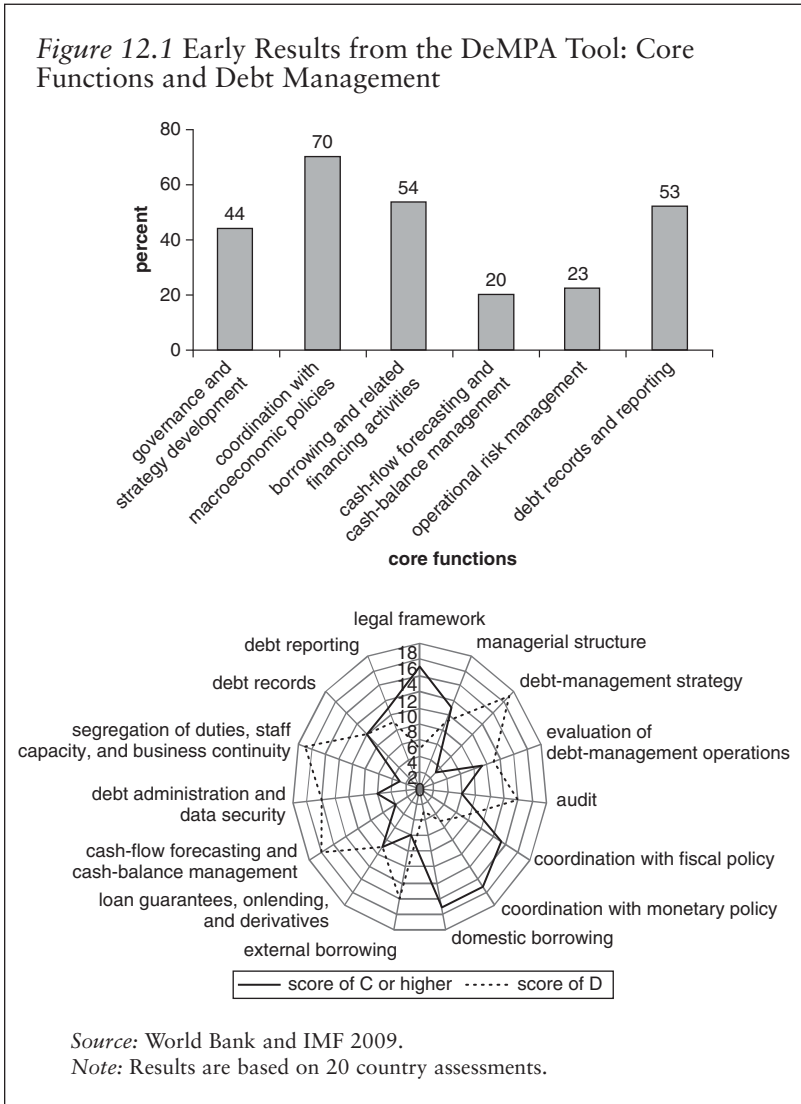 Figure 12.1 Early Results from the DeMPA Tool: Core
Functions and Debt Management
80
60
40
20
0
percent
44
70
54
20
23
53
governance and
strategy development
coordination with
macroeconomic policies
borrowing and related
financing activities
cash-flow forecasting and
cash-balance management
operational risk management
debt records and reporting
core functions
legal framework
managerial structure
debt-management strategy
evaluation of
debt-management operations
audit
coordination with fiscal policy
coordination with monetary policy
domestic borrowing
external borrowing
loan guarantees, onlending,
and derivatives
cash-flow forecasting and
cash-balance management
debt administration and
data security
segregation of duties, staff
capacity, and business continuity
debt records
debt reporting
18
16
14
12
10
8
6
4
2
0
score of C or higher
score of D
Source: World Bank and IMF 2009.
Note: Results are based on 20 country assessments.